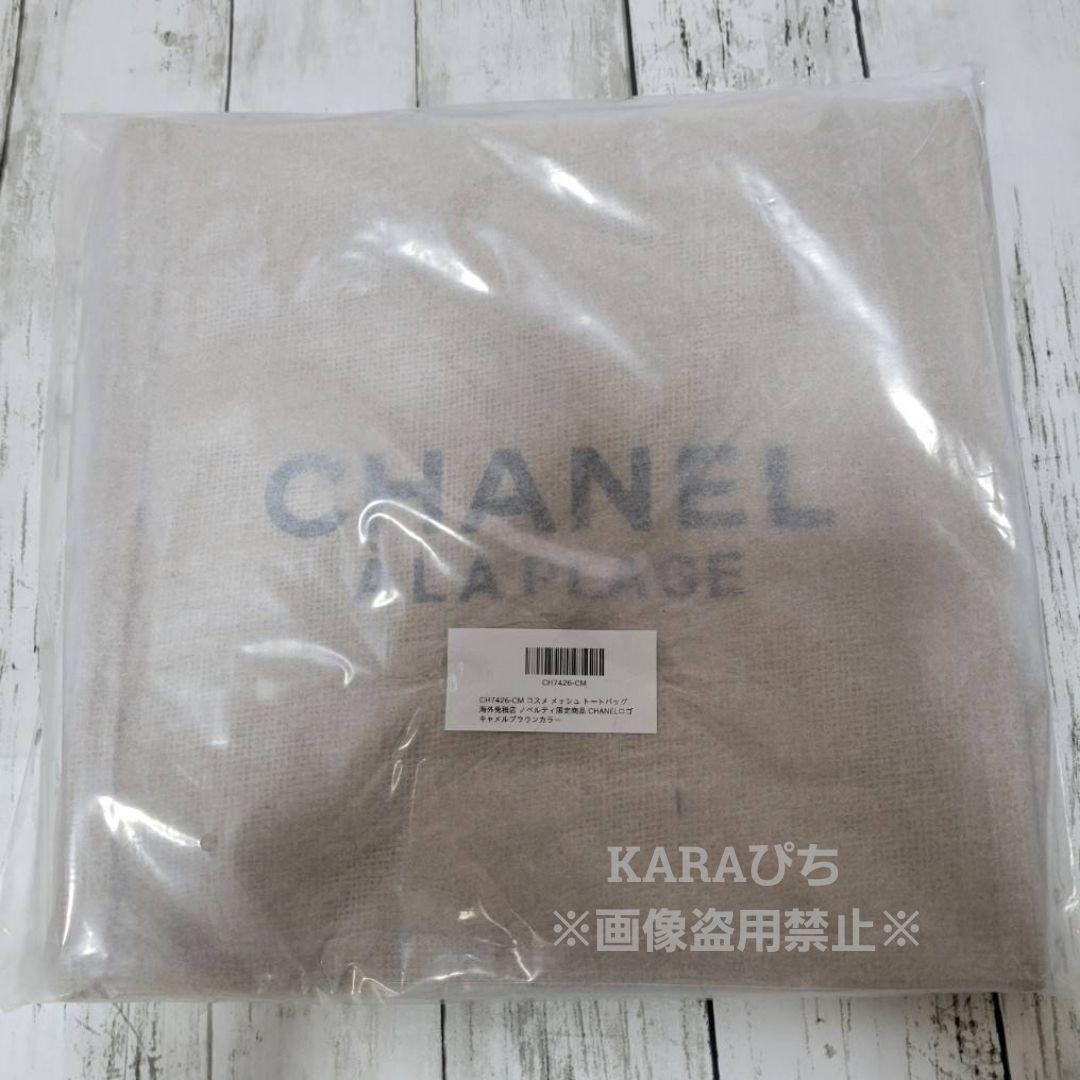 CHANEL
À LA PLAGE
CH7426-CM
CH7426-CM コスメ メッシュ トートバッグ
海外免税店 ノベルティ限定商品 CHANELロゴ
キャメルブラウンカラー
KARAぴち
※画像盗用禁止※